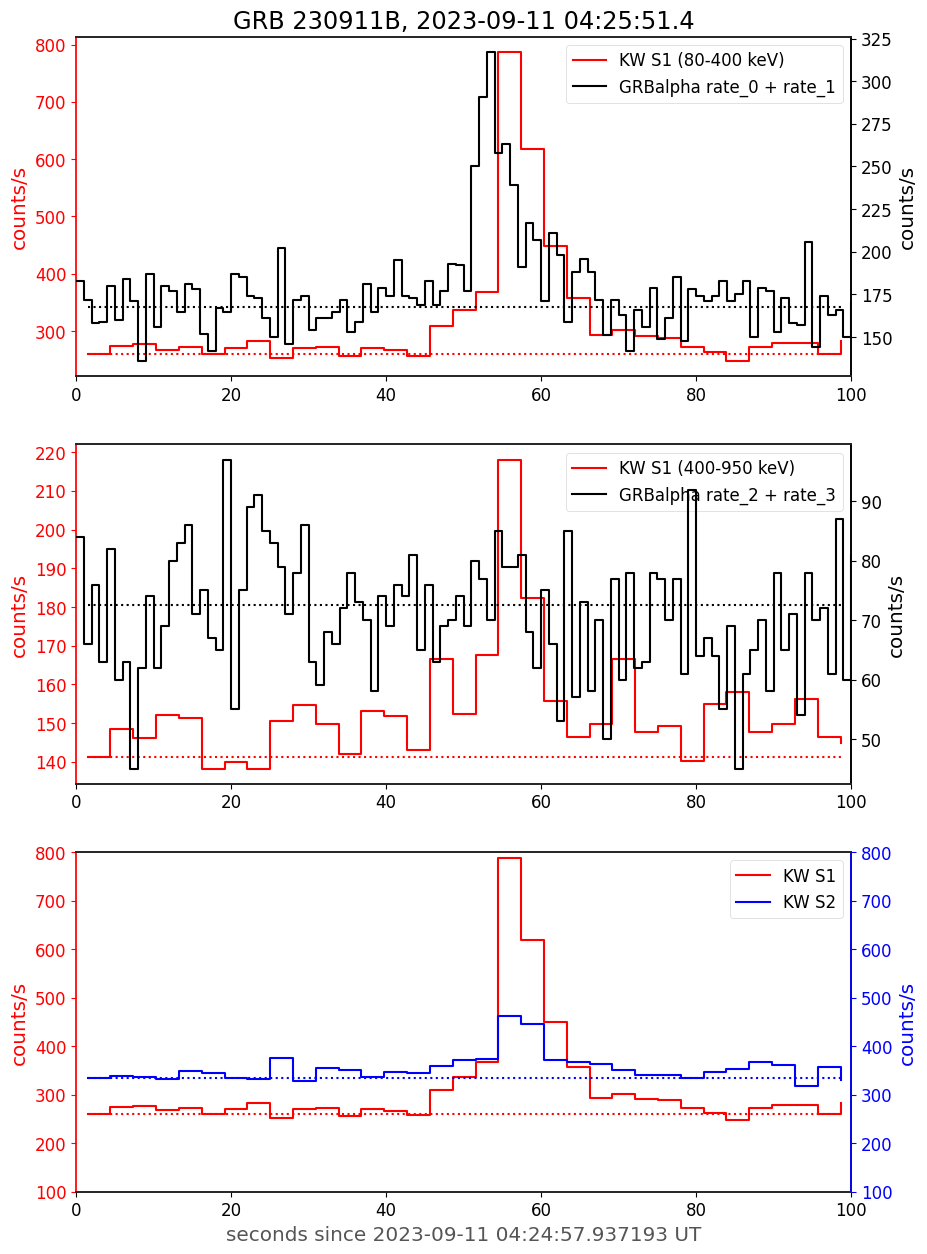 GRB 230911B, 2023-09-11 04:25:51.4
800
700
600
500
400
300
counts/s
KW S1 (80-400 keV)
GRBalpha rate_0 + rate_1
325
300
275
250
225
200
175
150
counts/s
0 20 40 60 80 100
220
210
200
190
180
170
160
150
140
counts/s
KW S1 (400-950 keV)
GRBalpha rate_2 + rate_3
90
80
70
60
50
counts/s
0 20 40 60 80 100
800
700
600
500
400
300
200
100
counts/s
KW S1
KW S2
800
700
600
500
400
300
200
100
counts/s
0 20 40 60 80 100
seconds since 2023-09-11 04:24:57.937193 UT